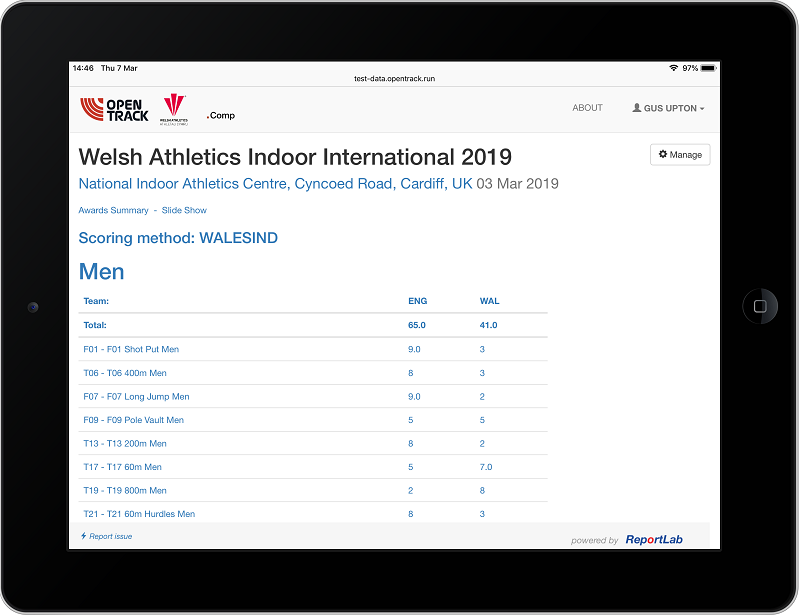 14:46 Thu 7 Mar 97%
test-data.opentrack.run
OPEN
TRACK
WELSH ATHLETICS
.Comp
ABOUT
GUS UPTON
Welsh Athletics Indoor International 2019
Manage
National Indoor Athletics Centre, Cyncoed Road, Cardiff, UK 03 Mar 2019
Awards Summary - Slide Show
Scoring method: WALESIND
Men
Team: ENG WAL
Total: 65.0 41.0
F01 - F01 Shot Put Men 9.0 3
T06 - T06 400m Men 8 3
F07 - F07 Long Jump Men 9.0 2
F09 - F09 Pole Vault Men 5 5
T13 - T13 200m Men 8 2
T17 - T17 60m Men 5 7.0
T19 - T19 800m Men 2 8
T21 - T21 60m Hurdles Men 8 3
Report issue
powered by ReportLab